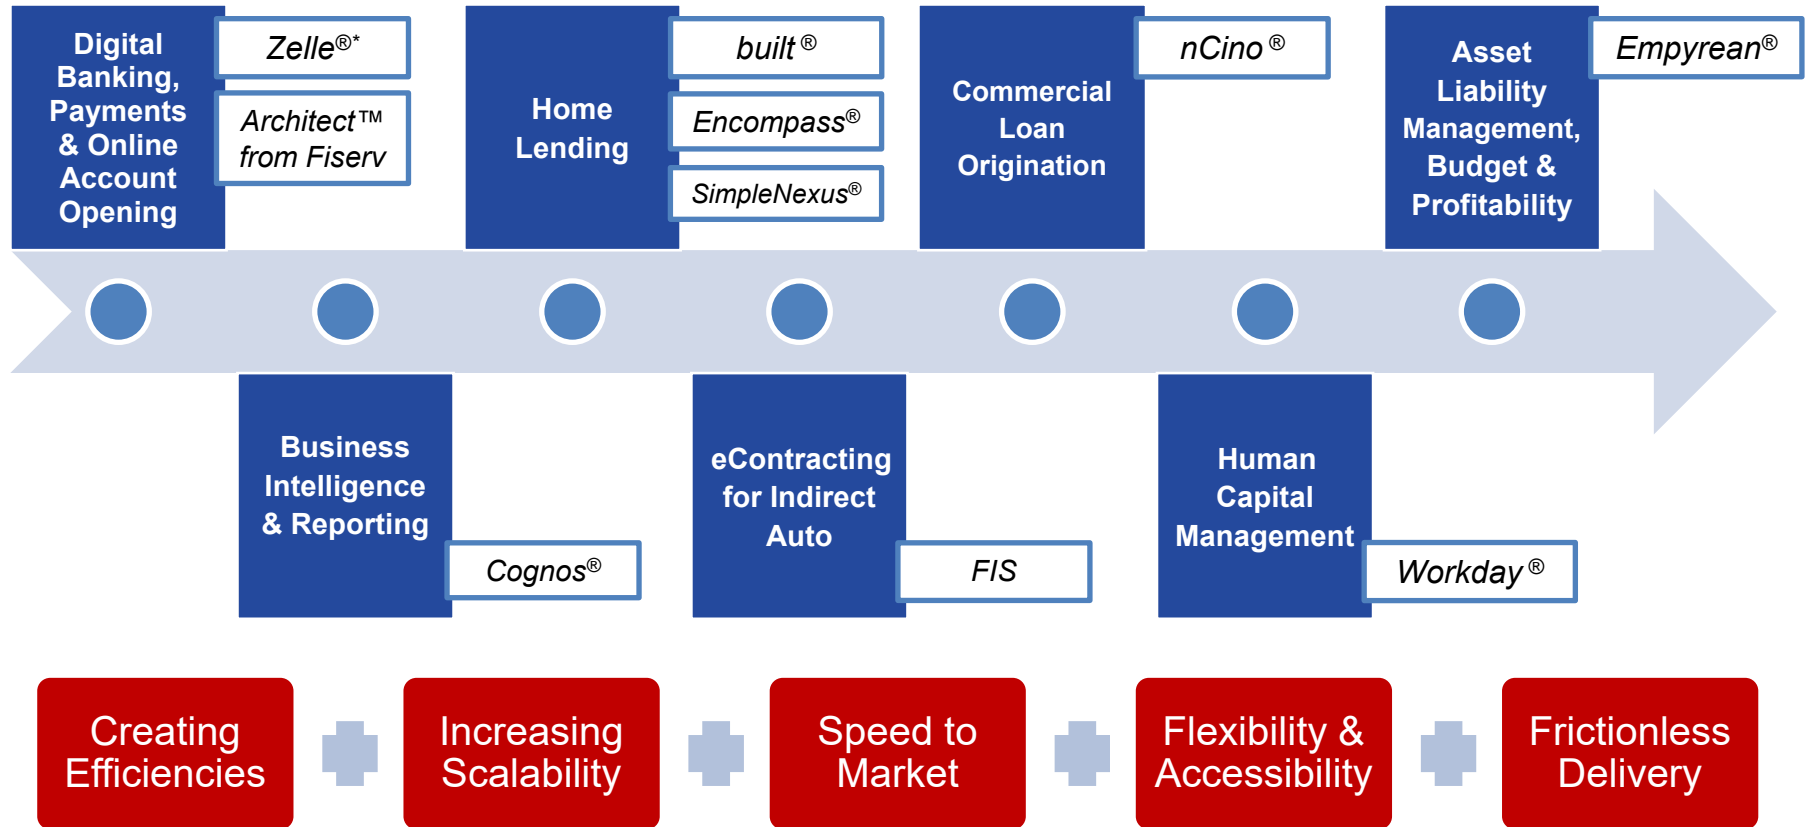 Digital
Banking,
Payments
& Online
Account
Opening
Zelle®*
Architect™
from Fiserv
Home
Lending
built ®
Encompass®
SimpleNexus®
Commercial
Loan
Origination
nCino ®
Asset
Liability
Management,
Budget &
Profitability
Empyrean®
Business
Intelligence
& Reporting
Cognos®
eContracting
for Indirect
Auto
FIS
Human
Capital
Management
Workday ®
Creating
Efficiencies
Increasing
Scalability
Speed to
Market
Flexibility &
Accessibility
Frictionless
Delivery